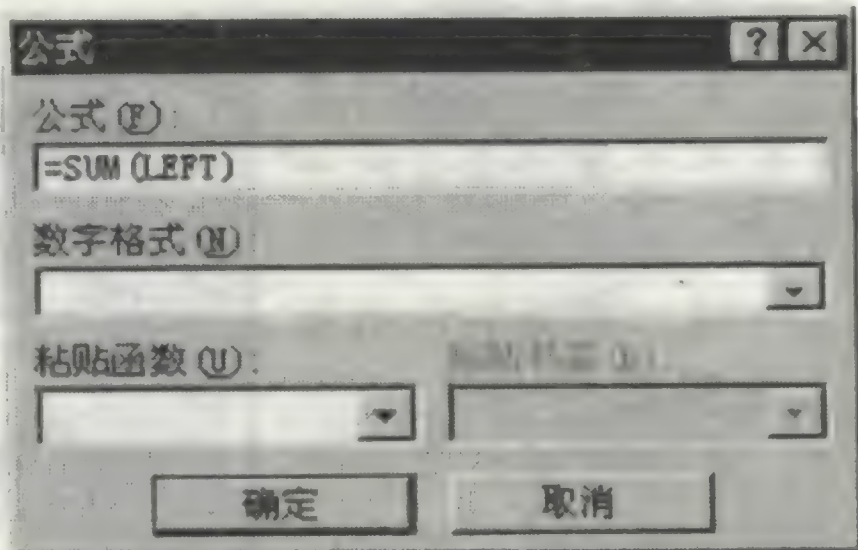 公式
公式(F):
=SUM(LEFT)
数字格式(N):
粘贴函数(U):
确定
取消